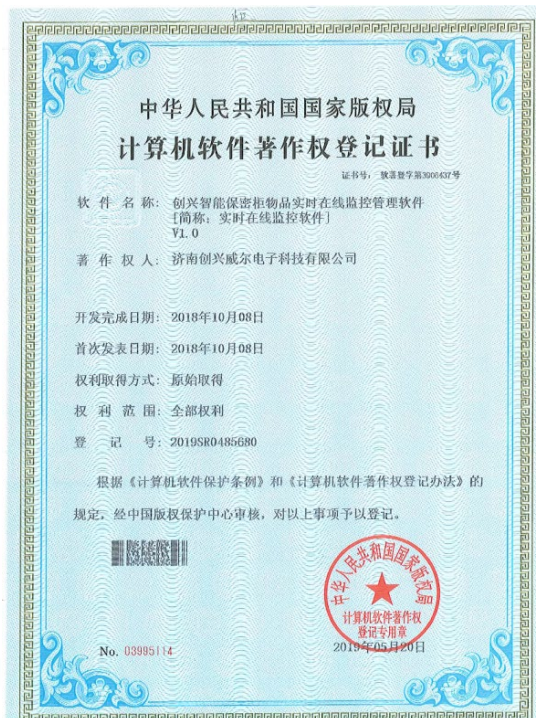 中华人民共和国国家版权局
计算机软件著作权登记证书
证书号: 软著登字第3906437号
软件名称: 创兴智能保密柜物品实时在线监控管理软件
[简称: 实时在线监控软件]
V1.0
著作权人: 济南创兴威尔电子科技有限公司
开发完成日期: 2018年10月08日
首次发表日期: 2018年10月08日
权利取得方式: 原始取得
权利范围: 全部权利
登记号: 2019SR0485680
根据《计算机软件保护条例》和《计算机软件著作权登记办法》的
规定, 经中国版权保护中心审核, 对以上事项予以登记。
中华人民共和国国家版权局
计算机软件著作权
登记专用章
No. 03995114
2019年05月20日